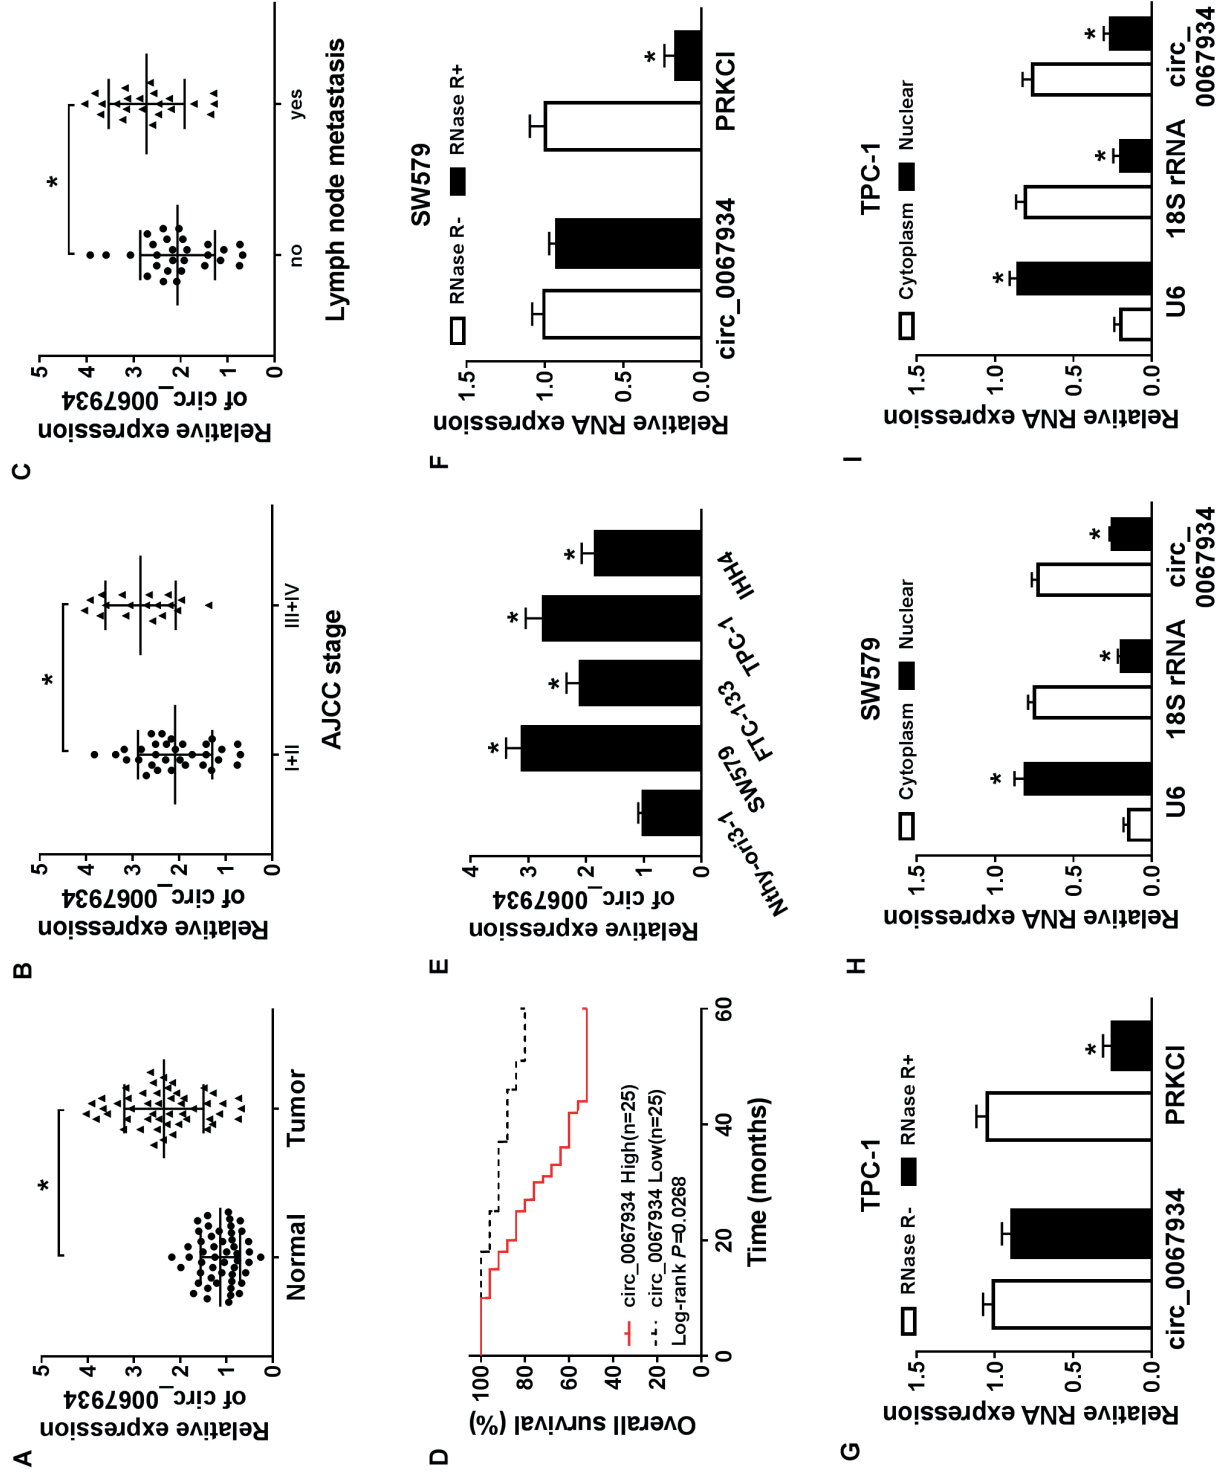 A
Relative expression
of circ_0067934
5
4
3
2
1
0
*
Normal
Tumor
B
Relative expression
of circ_0067934
5
4
3
2
1
0
*
I+II
III+IV
AJCC stage
C
Relative expression
of circ_0067934
5
4
3
2
1
0
*
no
yes
Lymph node metastasis
D
Overall survival (%)
100
80
60
40
20
0
circ_0067934 High(n=25)
circ_0067934 Low(n=25)
Log-rank P=0.0268
0
20
40
60
Time (months)
E
Relative expression
of circ_0067934
4
3
2
1
0
*
*
*
*
Nthy-ori3-1
SW579
FTC-133
TPC-1
IHH4
F
SW579
RNase R-
RNase R+
Relative RNA expression
1.5
1.0
0.5
0.0
*
circ_0067934
PRKCI
G
TPC-1
RNase R-
RNase R+
Relative RNA expression
1.5
1.0
0.5
0.0
*
circ_0067934
PRKCI
H
SW579
Cytoplasm
Nuclear
Relative RNA expression
1.5
1.0
0.5
0.0
*
*
*
U6
18S rRNA
circ_
0067934
I
TPC-1
Cytoplasm
Nuclear
Relative RNA expression
1.5
1.0
0.5
0.0
*
*
*
U6
18S rRNA
circ_
0067934